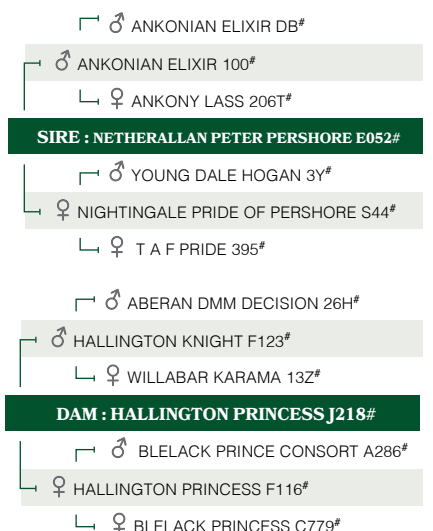 ♂ ANKONIAN ELIXIR DB#
♂ ANKONIAN ELIXIR 100#
♀ ANKONY LASS 206T#
SIRE : NETHERALLAN PETER PERSHORE E052#
♂ YOUNG DALE HOGAN 3Y#
♀ NIGHTINGALE PRIDE OF PERSHORE S44#
♀ T A F PRIDE 395#
♂ ABERAN DMM DECISION 26H#
♂ HALLINGTON KNIGHT F123#
♀ WILLABAR KARAMA 13Z#
DAM : HALLINGTON PRINCESS J218#
♂ BLELACK PRINCE CONSORT A286#
♀ HALLINGTON PRINCESS F116#
♀ BLELACK PRINCESS C779#